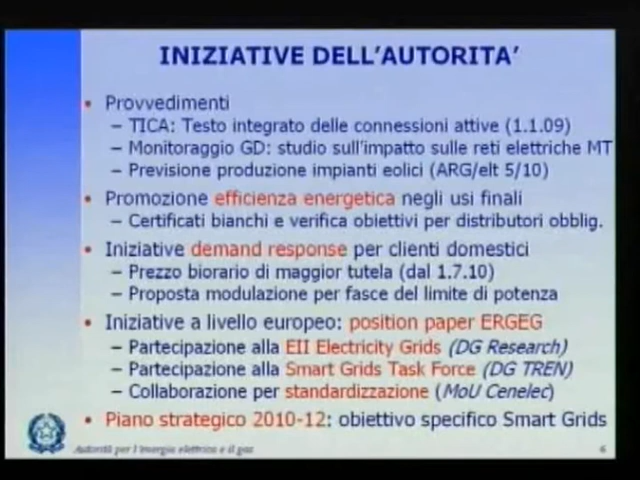 INIZIATIVE DELL'AUTORITA'
• Provvedimenti
– TICA: Testo integrato delle connessioni attive (1.1.09)
– Monitoraggio GD: studio sull'impatto sulle reti elettriche MT
– Previsione produzione impianti eolici (ARG/elt 5/10)
• Promozione efficienza energetica negli usi finali
– Certificati bianchi e verifica obiettivi per distributori obblig.
• Iniziative demand response per clienti domestici
– Prezzo biorario di maggior tutela (dal 1.7.10)
– Proposta modulazione per fasce del limite di potenza
• Iniziative a livello europeo: position paper ERGEG
– Partecipazione alla EII Electricity Grids (DG Research)
– Partecipazione alla Smart Grids Task Force (DG TREN)
– Collaborazione per standardizzazione (MoU Cenelec)
• Piano strategico 2010-12: obiettivo specifico Smart Grids
Autorità per l'energia elettrica e il gas
6